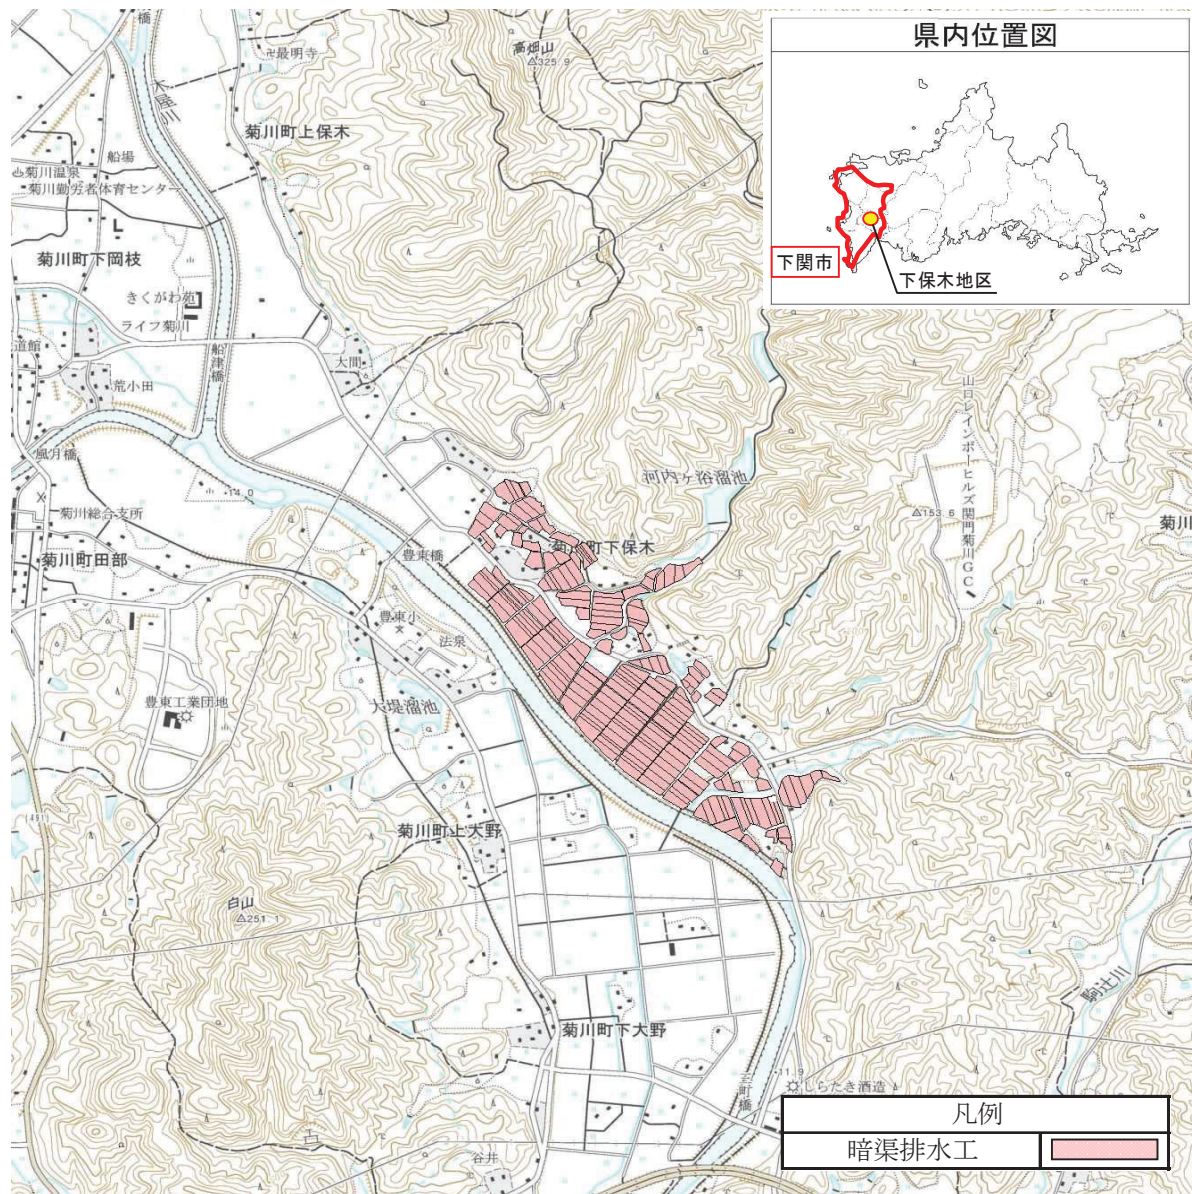 県内位置図
下関市
下保木地区
橋
木屋川
卍最明寺
高畑山
△325.9
菊川町上保木
船場
菊川温泉
菊川勤労者体育センター
菊川町下岡枝
きくがわ苑
ライフ菊川
船津橋
道館
大間
荒小田
風月橋
14.0
菊川総合支所
菊川町田部
豊東橋
菊川町下保木
河内ヶ谷溜池
山口レインボーヒルズ関門菊川GC
△153.6
菊川
豊東小
法泉
大堤溜池
豊東工業団地
(491)
菊川町上大野
白山
△251.1
駒辻川
菊川町下大野
11.9
しらたき酒造
三町橋
谷井
凡例
暗渠排水工